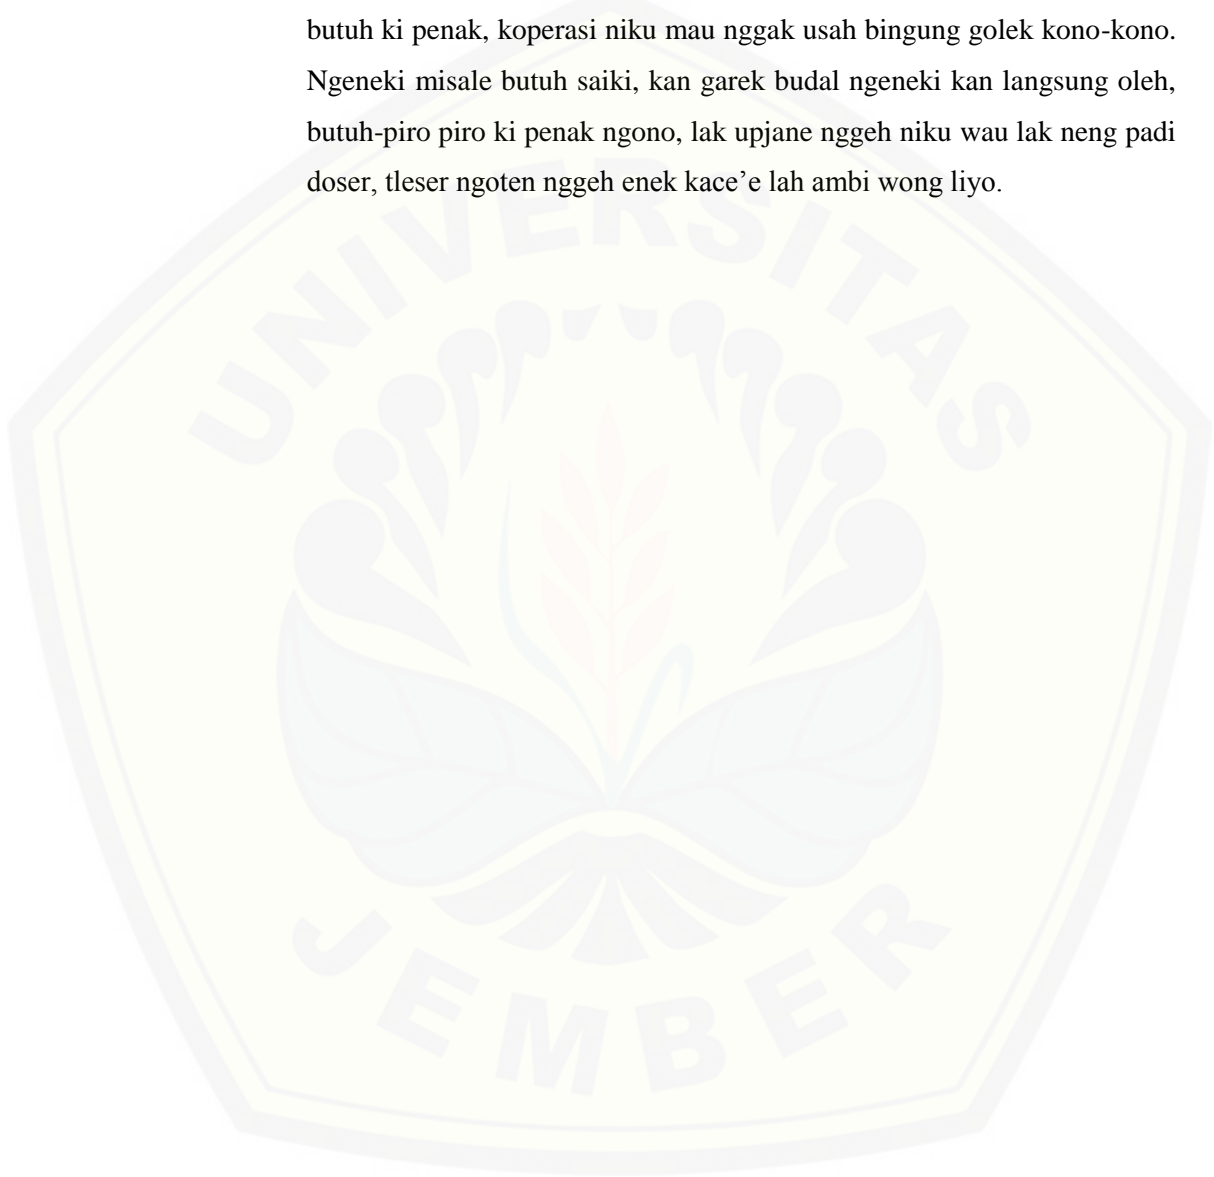 butuh ki penak, koperasi niku mau nggak usah bingung golek kono-kono.
Ngeneki misale butuh saiki, kan garek budal ngeneki kan langsung oleh,
butuh-piro piro ki penak ngono, lak upjane nggeh niku wau lak neng padi
doser, tleser ngoten nggeh enek kace’e lah ambi wong liyo.
UNIVERSITAS
JEMBER